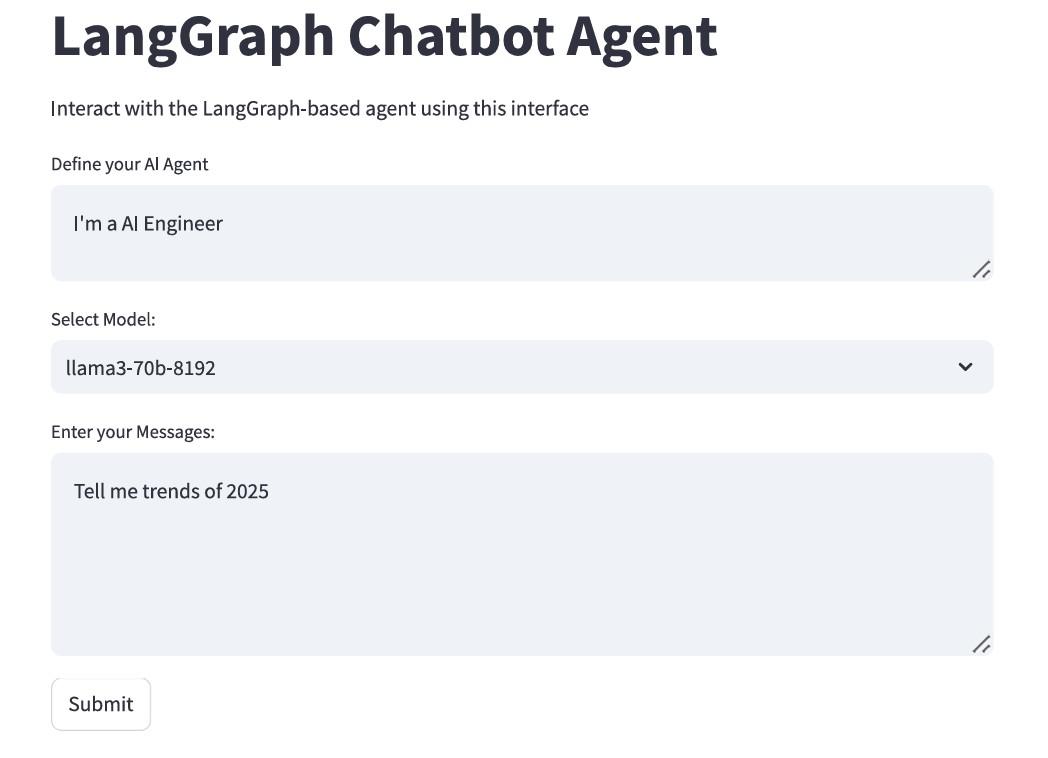 LangGraph Chatbot Agent
Interact with the LangGraph-based agent using this interface
Define your AI Agent
I'm a AI Engineer
Select Model:
llama3-70b-8192
Enter your Messages:
Tell me trends of 2025
Submit